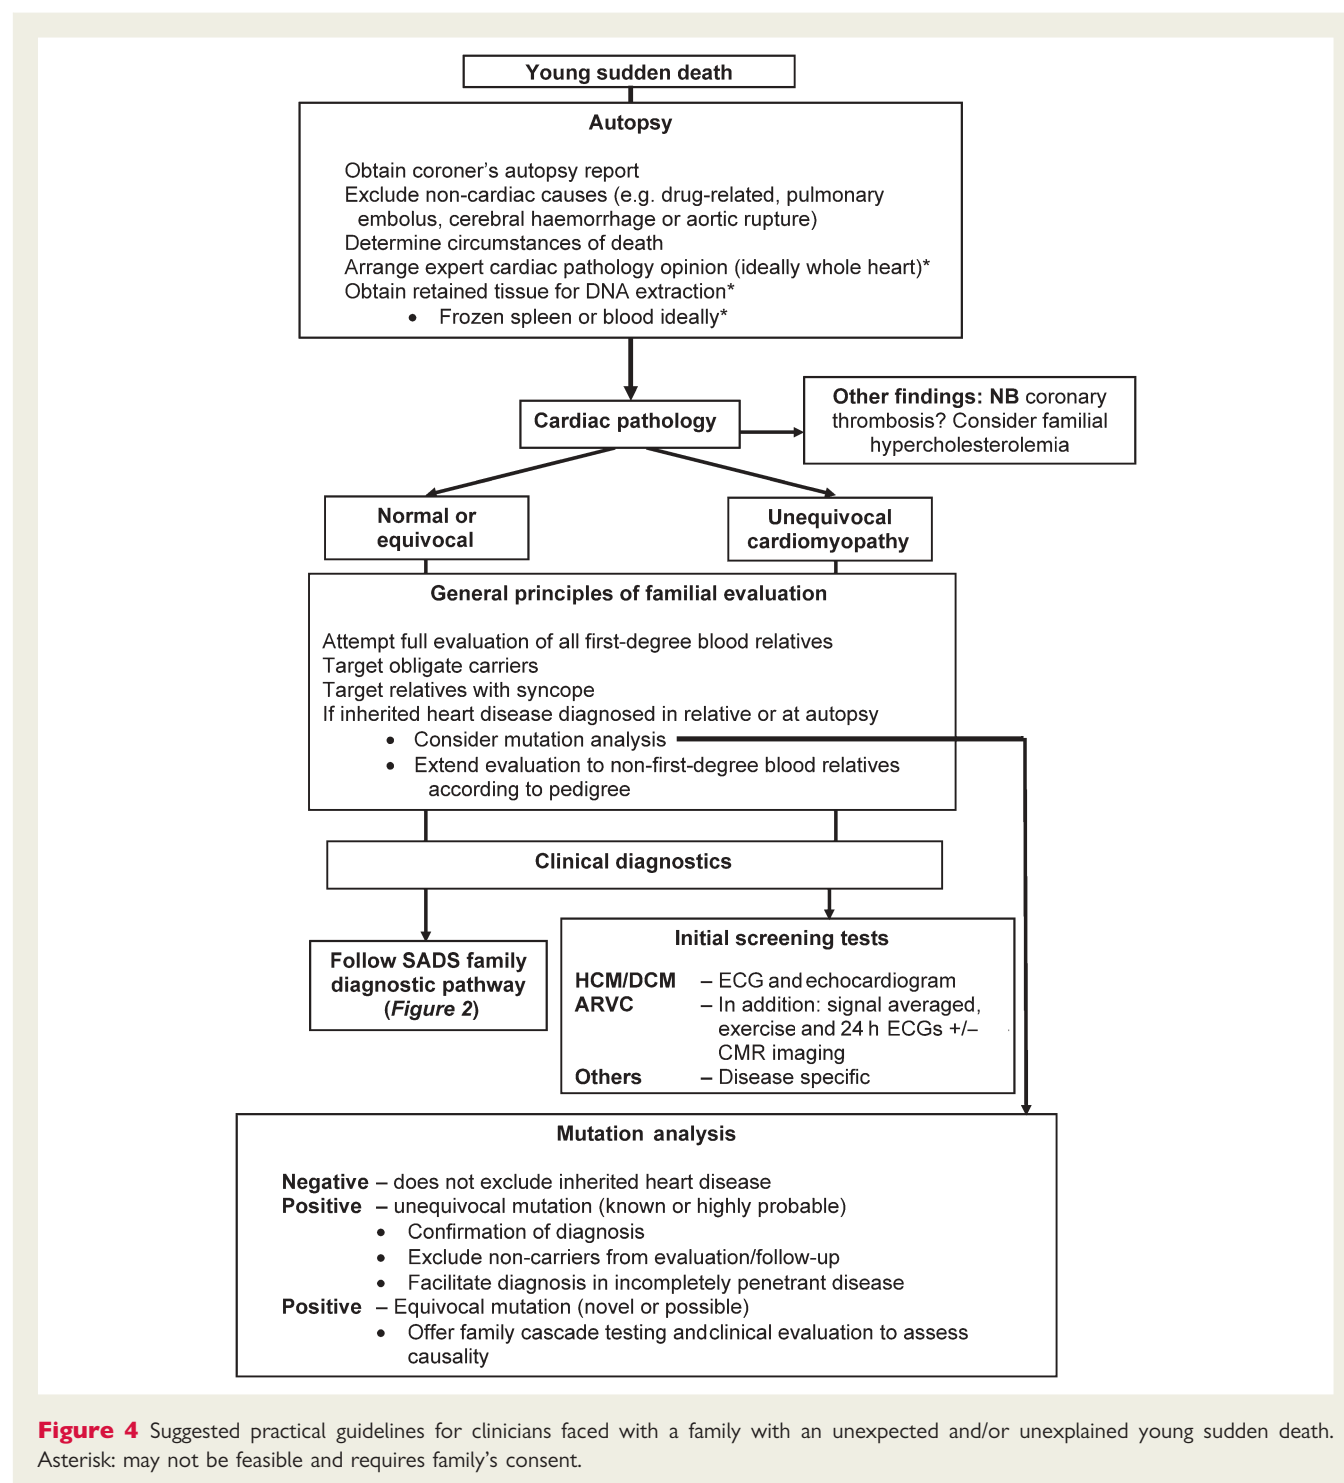 Young sudden death
Autopsy
Obtain coroner’s autopsy report
Exclude non-cardiac causes (e.g. drug-related, pulmonary
embolus, cerebral haemorrhage or aortic rupture)
Determine circumstances of death
Arrange expert cardiac pathology opinion (ideally whole heart)*
Obtain retained tissue for DNA extraction*
• Frozen spleen or blood ideally*
Cardiac pathology
Other findings: NB coronary
thrombosis? Consider familial
hypercholesterolemia
Normal or
equivocal
Unequivocal
cardiomyopathy
General principles of familial evaluation
Attempt full evaluation of all first-degree blood relatives
Target obligate carriers
Target relatives with syncope
If inherited heart disease diagnosed in relative or at autopsy
• Consider mutation analysis
• Extend evaluation to non-first-degree blood relatives
according to pedigree
Clinical diagnostics
Follow SADS family
diagnostic pathway
(Figure 2)
Initial screening tests
HCM/DCM – ECG and echocardiogram
ARVC – In addition: signal averaged,
exercise and 24 h ECGs +/–
CMR imaging
Others – Disease specific
Mutation analysis
Negative – does not exclude inherited heart disease
Positive – unequivocal mutation (known or highly probable)
• Confirmation of diagnosis
• Exclude non-carriers from evaluation/follow-up
• Facilitate diagnosis in incompletely penetrant disease
Positive – Equivocal mutation (novel or possible)
• Offer family cascade testing andclinical evaluation to assess
causality
Figure 4 Suggested practical guidelines for clinicians faced with a family with an unexpected and/or unexplained young sudden death.
Asterisk: may not be feasible and requires family’s consent.